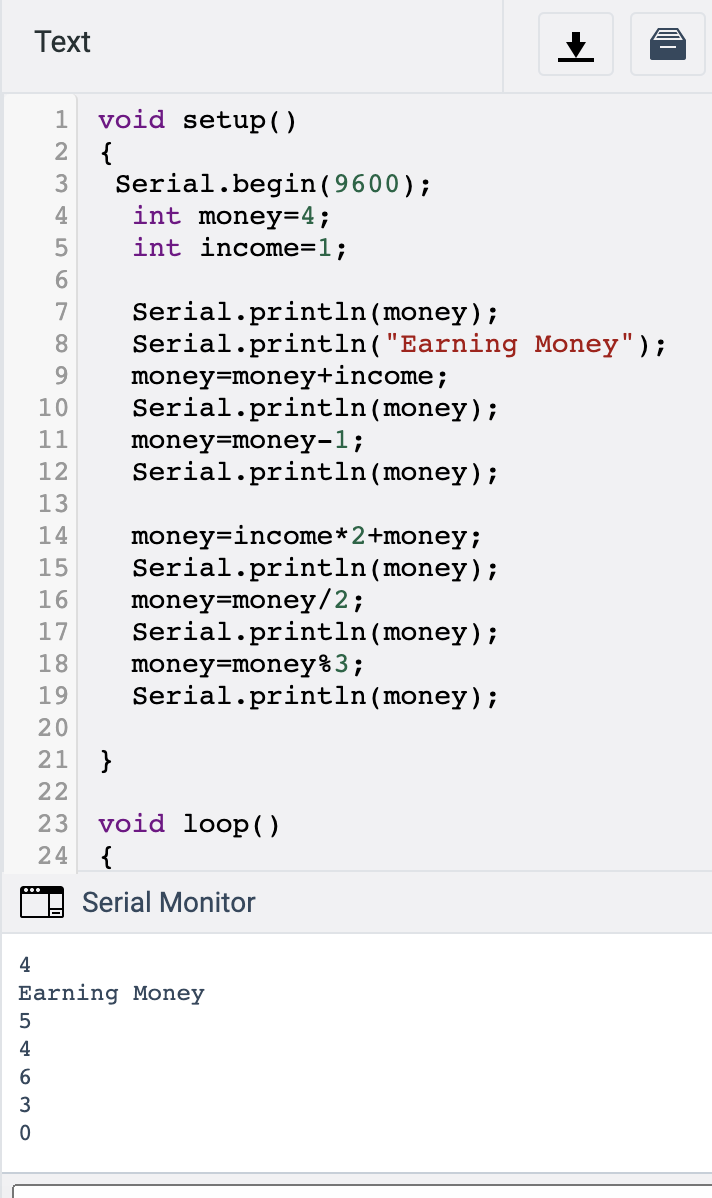 Text
1 void setup()
2 {
3  Serial.begin(9600);
4   int money=4;
5   int income=1;
6
7   Serial.println(money);
8   Serial.println("Earning Money");
9   money=money+income;
10   Serial.println(money);
11   money=money-1;
12   Serial.println(money);
13
14   money=income*2+money;
15   Serial.println(money);
16   money=money/2;
17   Serial.println(money);
18   money=money%3;
19   Serial.println(money);
20
21 }
22
23 void loop()
24 {
Serial Monitor
4
Earning Money
5
4
6
3
0